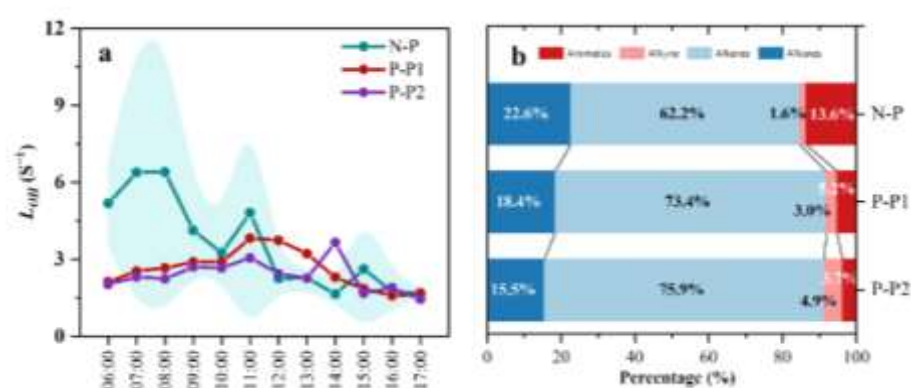 a
N-P
P-P1
P-P2
12
9
6
3
0
L_OH (S⁻¹)
06:00
07:00
08:00
09:00
10:00
11:00
12:00
13:00
14:00
15:00
16:00
17:00
b
Aromatics
Alkyne
22.6%
62.2%
1.6%
13.6%
N-P
18.4%
73.4%
3.0%
P-P1
15.5%
75.9%
4.9%
P-P2
0
20
40
60
80
100
Percentage (%)